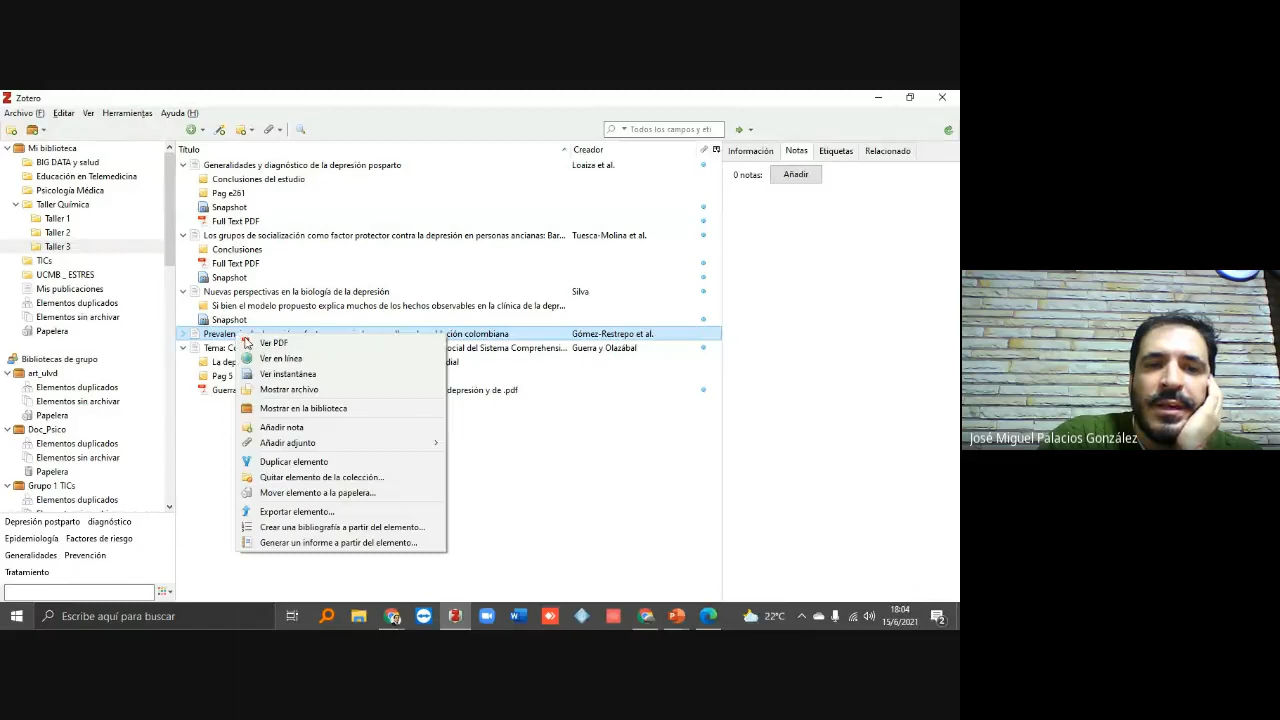 Zotero
Archivo (F) Editar Ver Herramientas Ayuda (H)
Todos los campos y eti
Mi biblioteca
BIG DATA y salud
Educación en Telemedicina
Psicología Médica
Taller Química
Taller 1
Taller 2
Taller 3
TICs
UCMB _ ESTRES
Mis publicaciones
Elementos duplicados
Elementos sin archivar
Papelera
Bibliotecas de grupo
art_ulvd
Elementos duplicados
Elementos sin archivar
Papelera
Doc_Psico
Elementos duplicados
Elementos sin archivar
Papelera
Grupo 1 TICs
Elementos duplicados
Depresión postparto diagnóstico
Epidemiología Factores de riesgo
Generalidades Prevención
Tratamiento
Título Creador
Generalidades y diagnóstico de la depresión posparto Loaiza et al.
Conclusiones del estudio
Pag e261
Snapshot
Full Text PDF
Los grupos de socialización como factor protector contra la depresión en personas ancianas: Bar... Tuesca-Molina et al.
Conclusiones
Full Text PDF
Snapshot
Nuevas perspectivas en la biología de la depresión Silva
Si bien el modelo propuesto explica muchos de los hechos observables en la clínica de la depr...
Snapshot
ción colombiana Gómez-Restrepo et al.
Tema: Co ocial del Sistema Comprehensi... Guerra y Olazábal
La dep dial
Pag 5
Guerra depresión y de .pdf
Ver PDF
Ver en línea
Ver instantánea
Mostrar archivo
Mostrar en la biblioteca
Añadir nota
Añadir adjunto
Duplicar elemento
Quitar elemento de la colección...
Mover elemento a la papelera...
Exportar elemento...
Crear una bibliografía a partir del elemento...
Generar un informe a partir del elemento...
Información Notas Etiquetas Relacionado
0 notas: Añadir
José Miguel Palacios González
Escribe aquí para buscar
22°C
18:04
15/6/2021
2